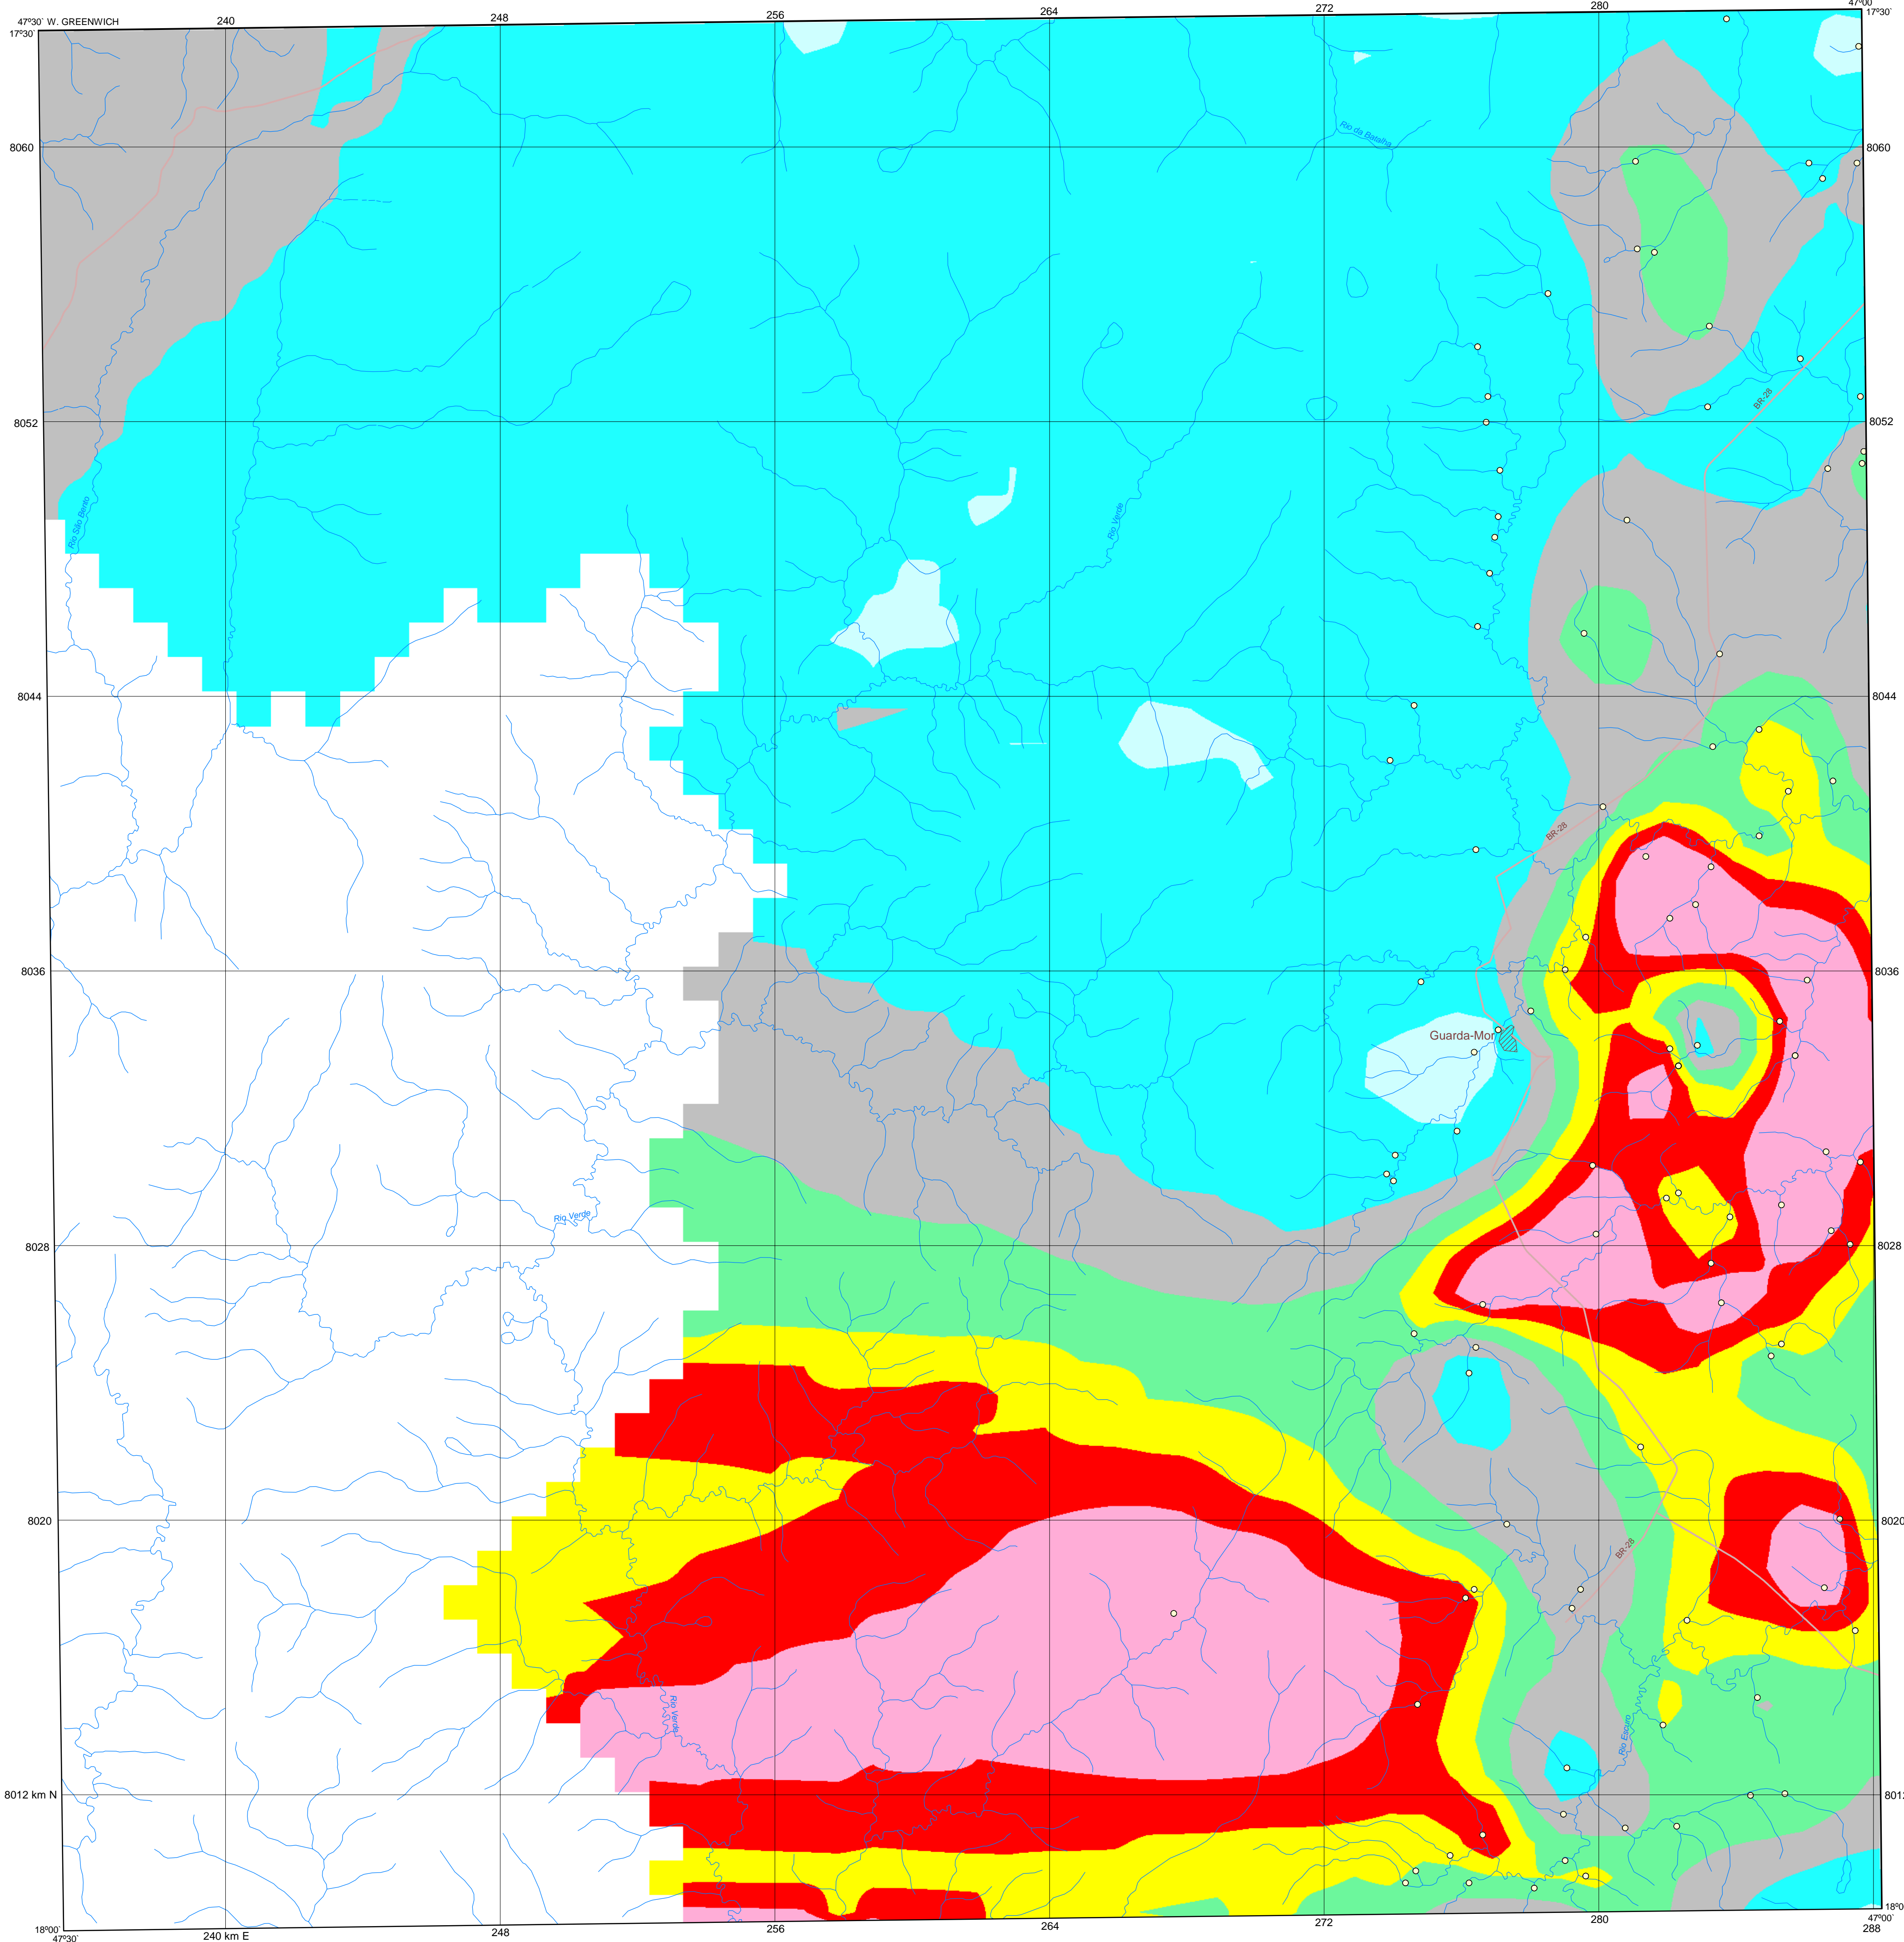 47°30' W. GREENWICH
240
248
256
264
272
280
47°00'
17°30'
17°30'
Rio da Batalha
8060
8060
BR-28
8052
8052
Rio São Bento
Rio Verde
8044
8044
BR-28
8036
8036
Guarda-Mor
Rio Verde
8028
8028
8020
8020
BR-28
Rio Verde
Rio Escuro
8012 km N
801
18°00'
18°0
47°30'
240 km E
248
256
264
272
280
47°00'
288